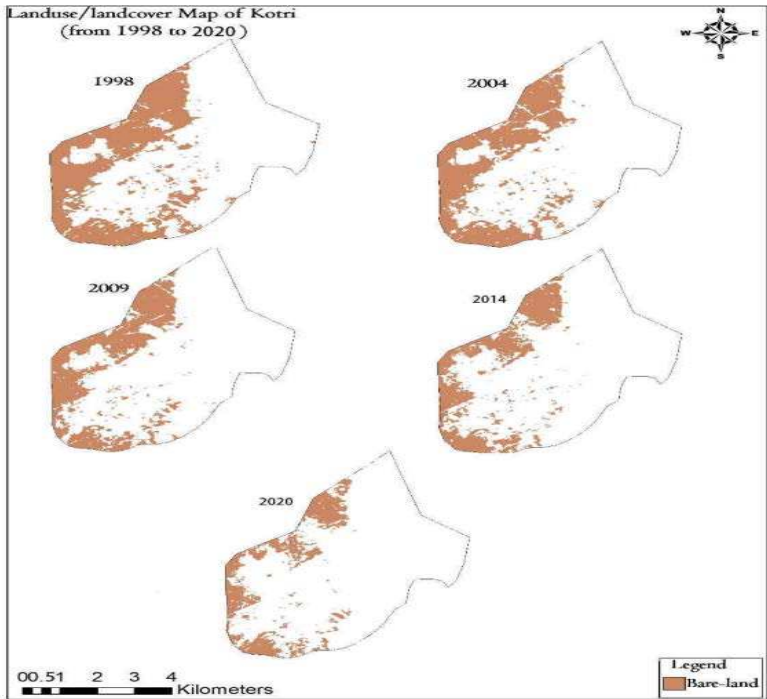 Landuse/landcover Map of Kotri
(from 1998 to 2020)
N
W E
S
1998
2004
2009
2014
2020
00.51 2 3 4
Kilometers
Legend
Bare-land